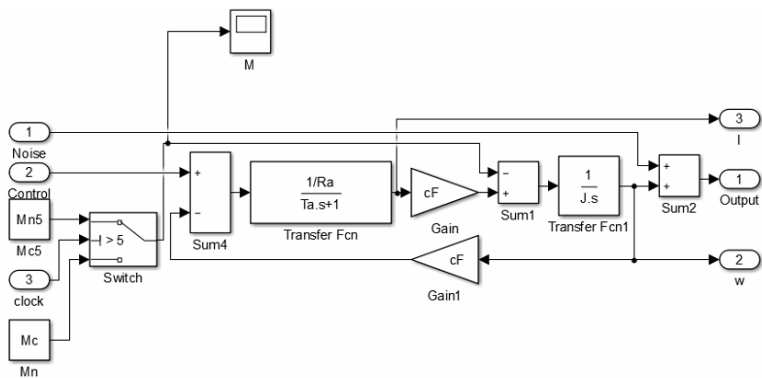 M
1
Noise
2
Control
Mn5
Mc5
> 5
Switch
3
clock
Mc
Mn
+
−
Sum4
1/Ra
Ta.s+1
Transfer Fcn
cF
Gain
−
+
Sum1
1
J.s
Transfer Fcn1
+
+
Sum2
3
I
1
Output
2
w
cF
Gain1